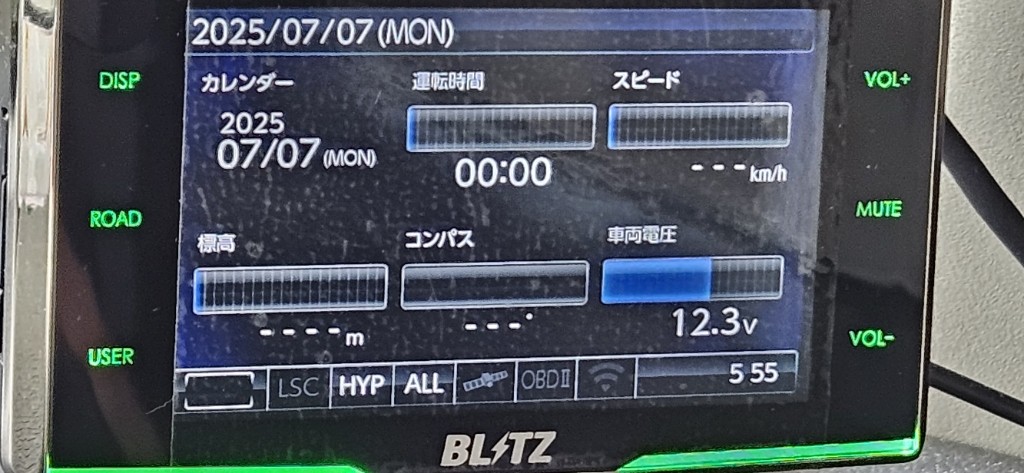 2025/07/07 (MON)
DISP
カレンダー
運転時間
スピード
VOL+
2025
07/07 (MON)
00:00
---km/h
ROAD
MUTE
標高
コンパス
車両電圧
----m
---°
12.3V
USER
VOL-
LSC
HYP
ALL
OBDⅡ
5 55
BLITZ